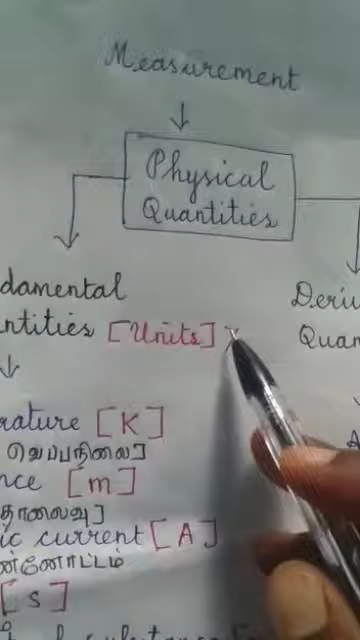 Measurement
Physical
Quantities
damental
ntities [Units]
Deriv
Quan
rature [K]
வெப்பநிலை]
nce [m]
தொலைவு]
ic current [A]
ன்னோட்டம்
[s]